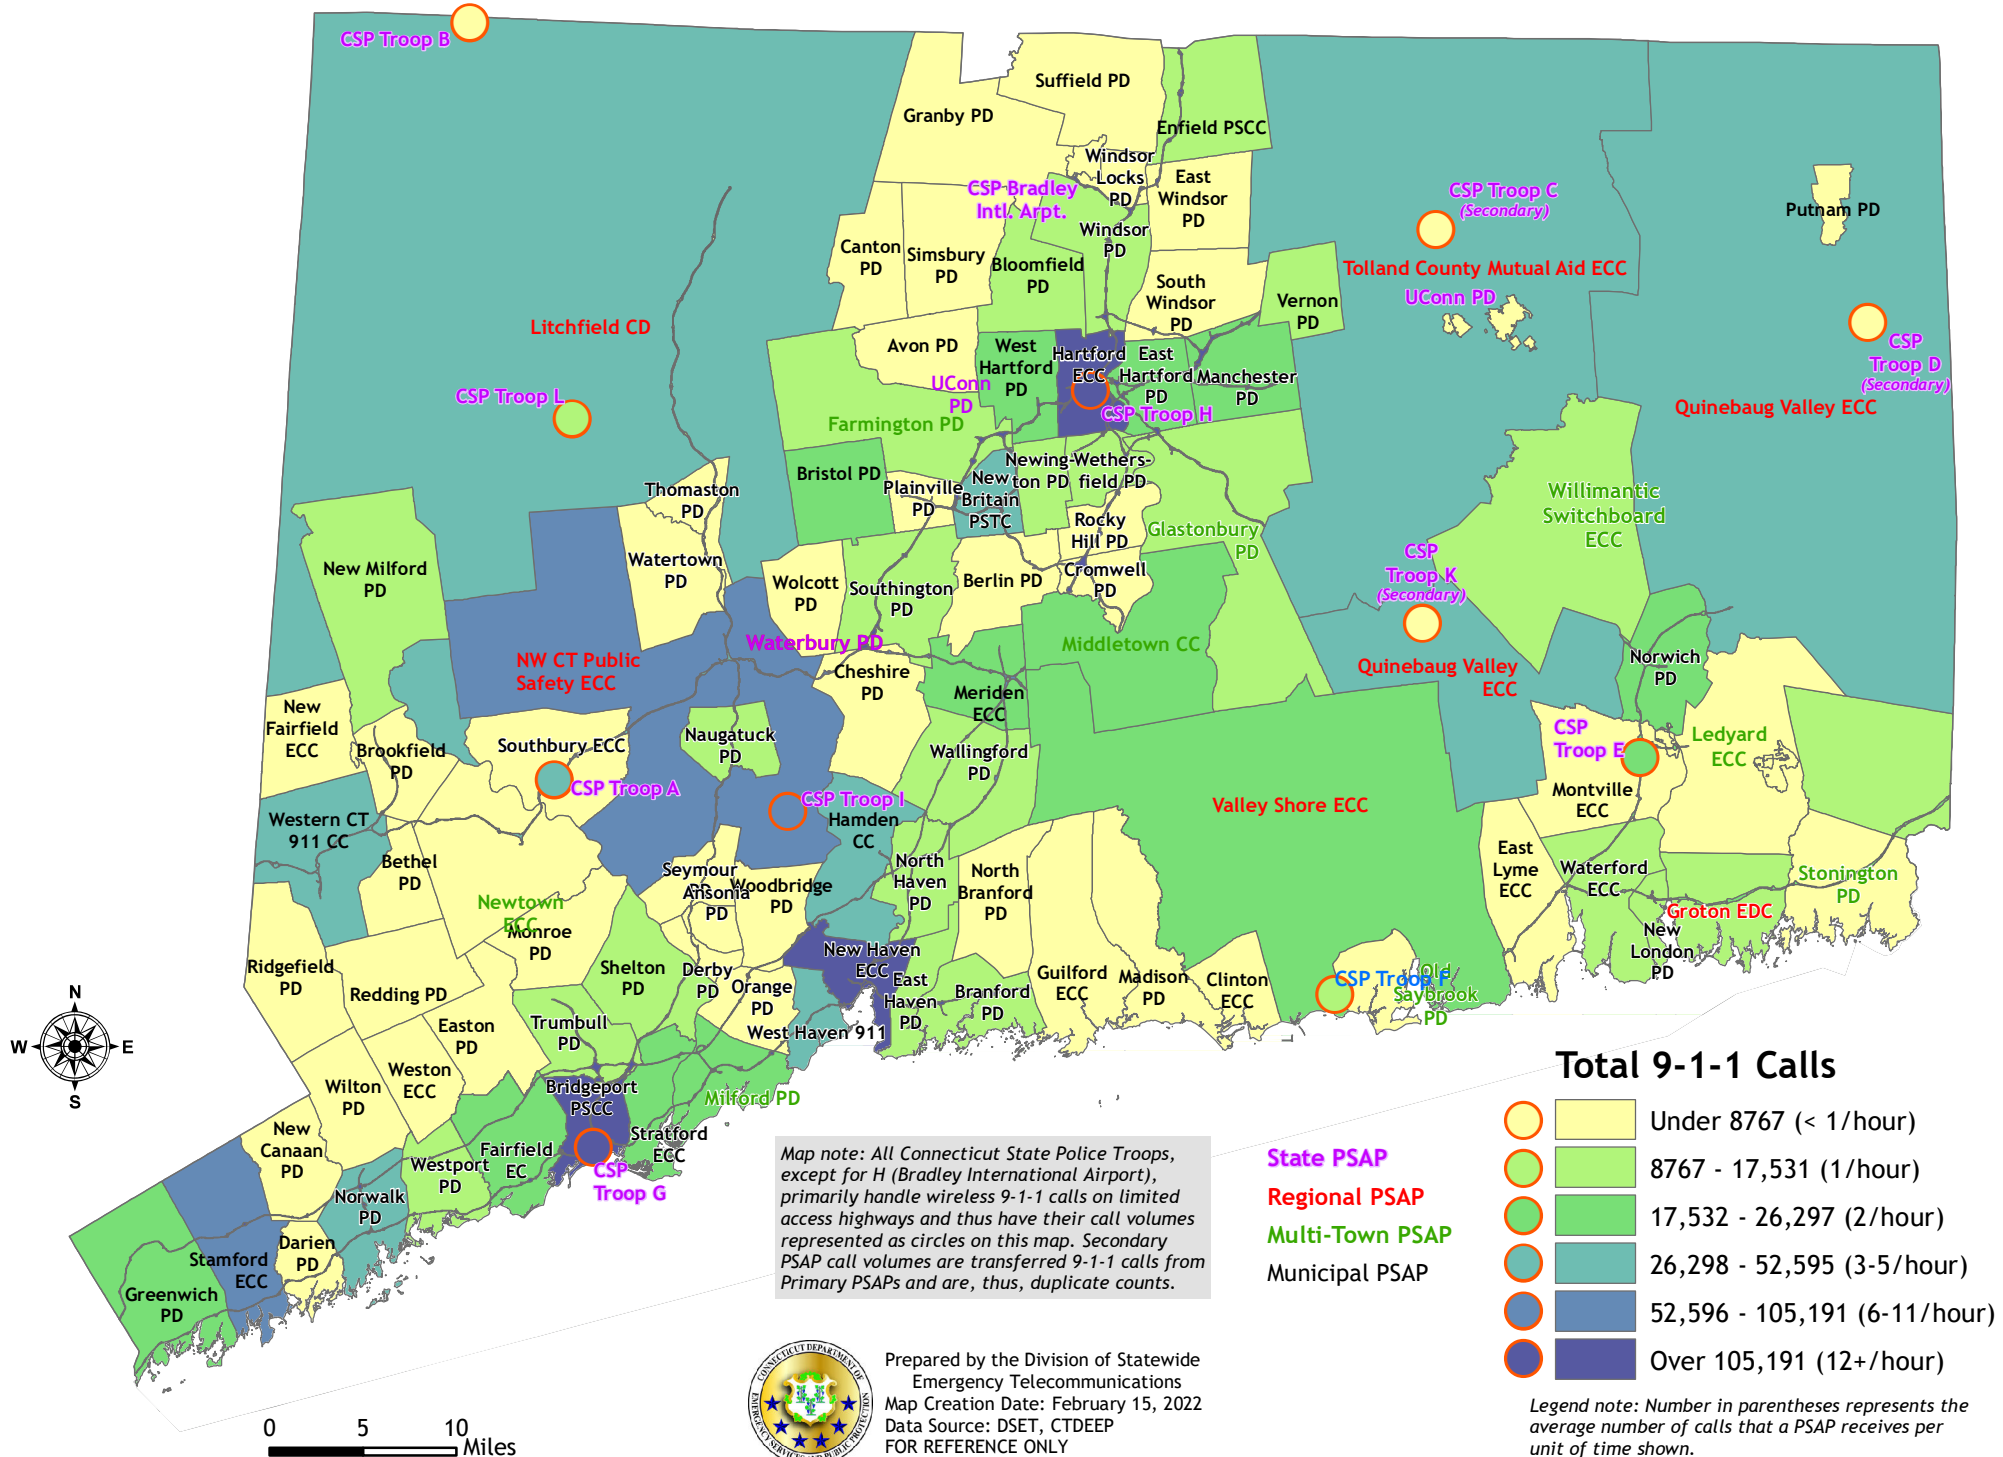 CSP Troop B
Suffield PD
Granby PD
Enfield PSCC
Windsor
Locks
PD
East
Windsor
PD
CSP Bradley
Intl. Arpt.
CSP Troop C
(Secondary)
Putnam PD
Windsor
PD
Canton
PD
Simsbury
PD
Bloomfield
PD
Tolland County Mutual Aid ECC
South
Windsor
PD
UConn PD
Vernon
PD
Litchfield CD
Avon PD
West
Hartford
PD
Hartford
ECC
East
Hartford
PD
Manchester
PD
CSP
Troop D
(Secondary)
UConn
PD
CSP Troop L
CSP Troop H
Quinebaug Valley ECC
Farmington PD
Bristol PD
Newing-
ton PD
Wethers-
field PD
Plainville
PD
New
Britain
PSTC
Thomaston
PD
Willimantic
Switchboard
ECC
Rocky
Hill PD
Glastonbury
PD
New Milford
PD
Watertown
PD
Wolcott
PD
Southington
PD
Berlin PD
Cromwell
PD
CSP
Troop K
(Secondary)
Waterbury PD
Middletown CC
NW CT Public
Safety ECC
Quinebaug Valley
ECC
Norwich
PD
Cheshire
PD
Meriden
ECC
New
Fairfield
ECC
Brookfield
PD
Southbury ECC
Naugatuck
PD
Wallingford
PD
CSP
Troop E
Ledyard
ECC
CSP Troop A
CSP Troop I
Montville
ECC
Valley Shore ECC
Western CT
911 CC
Hamden
CC
Bethel
PD
Seymour
PD
Ansonia
PD
Woodbridge
PD
North
Haven
PD
North
Branford
PD
East
Lyme
ECC
Waterford
ECC
Stonington
PD
Newtown
ECC
Monroe
PD
Groton EDC
New
London
PD
New Haven
ECC
Ridgefield
PD
Redding PD
Shelton
PD
Derby
PD
Orange
PD
East
Haven
PD
Branford
PD
Guilford
ECC
Madison
PD
Clinton
ECC
CSP Troop F
Old
Saybrook
PD
Easton
PD
Trumbull
PD
West Haven 911
N
W
E
S
Weston
ECC
Wilton
PD
Bridgeport
PSCC
Milford PD
New
Canaan
PD
Westport
PD
Fairfield
EC
Stratford
ECC
CSP
Troop G
Norwalk
PD
Darien
PD
Stamford
ECC
Greenwich
PD
Map note: All Connecticut State Police Troops,
except for H (Bradley International Airport),
primarily handle wireless 9-1-1 calls on limited
access highways and thus have their call volumes
represented as circles on this map. Secondary
PSAP call volumes are transferred 9-1-1 calls from
Primary PSAPs and are, thus, duplicate counts.
State PSAP
Regional PSAP
Multi-Town PSAP
Municipal PSAP
Total 9-1-1 Calls
Under 8767 (< 1/hour)
8767 - 17,531 (1/hour)
17,532 - 26,297 (2/hour)
26,298 - 52,595 (3-5/hour)
52,596 - 105,191 (6-11/hour)
Over 105,191 (12+/hour)
Legend note: Number in parentheses represents the
average number of calls that a PSAP receives per
unit of time shown.
CONNECTICUT DEPARTMENT OF
EMERGENCY SERVICES AND PUBLIC PROTECTION
Prepared by the Division of Statewide
Emergency Telecommunications
Map Creation Date: February 15, 2022
Data Source: DSET, CTDEEP
FOR REFERENCE ONLY
0 5 10
Miles